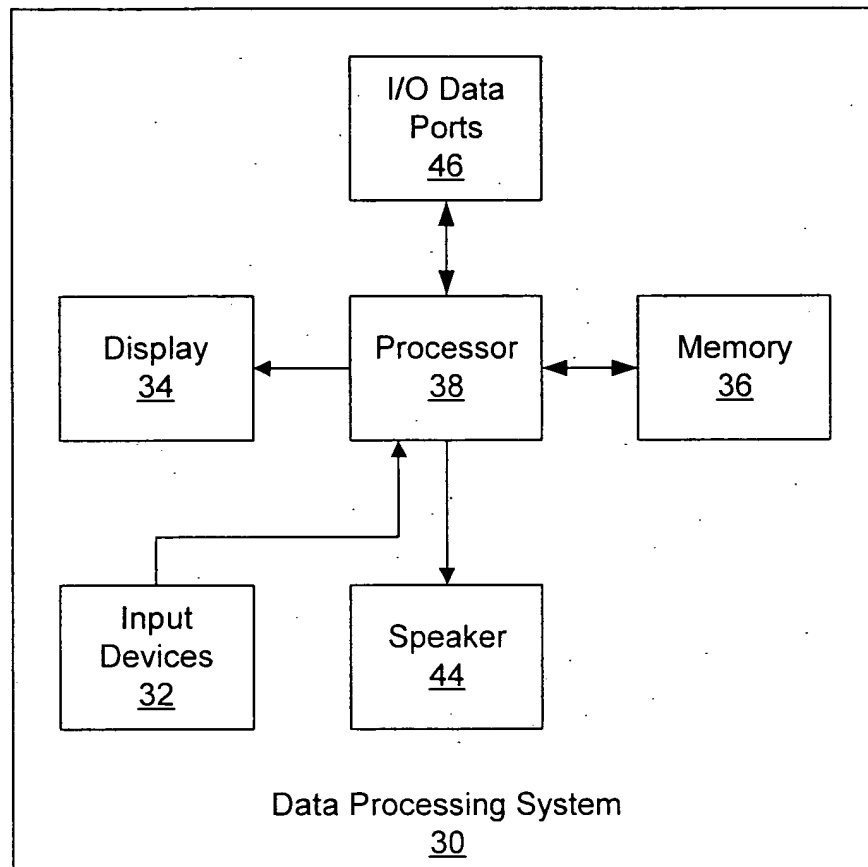 I/O Data
Ports
46
Display
34
Processor
38
Memory
36
Input
Devices
32
Speaker
44
Data Processing System
30